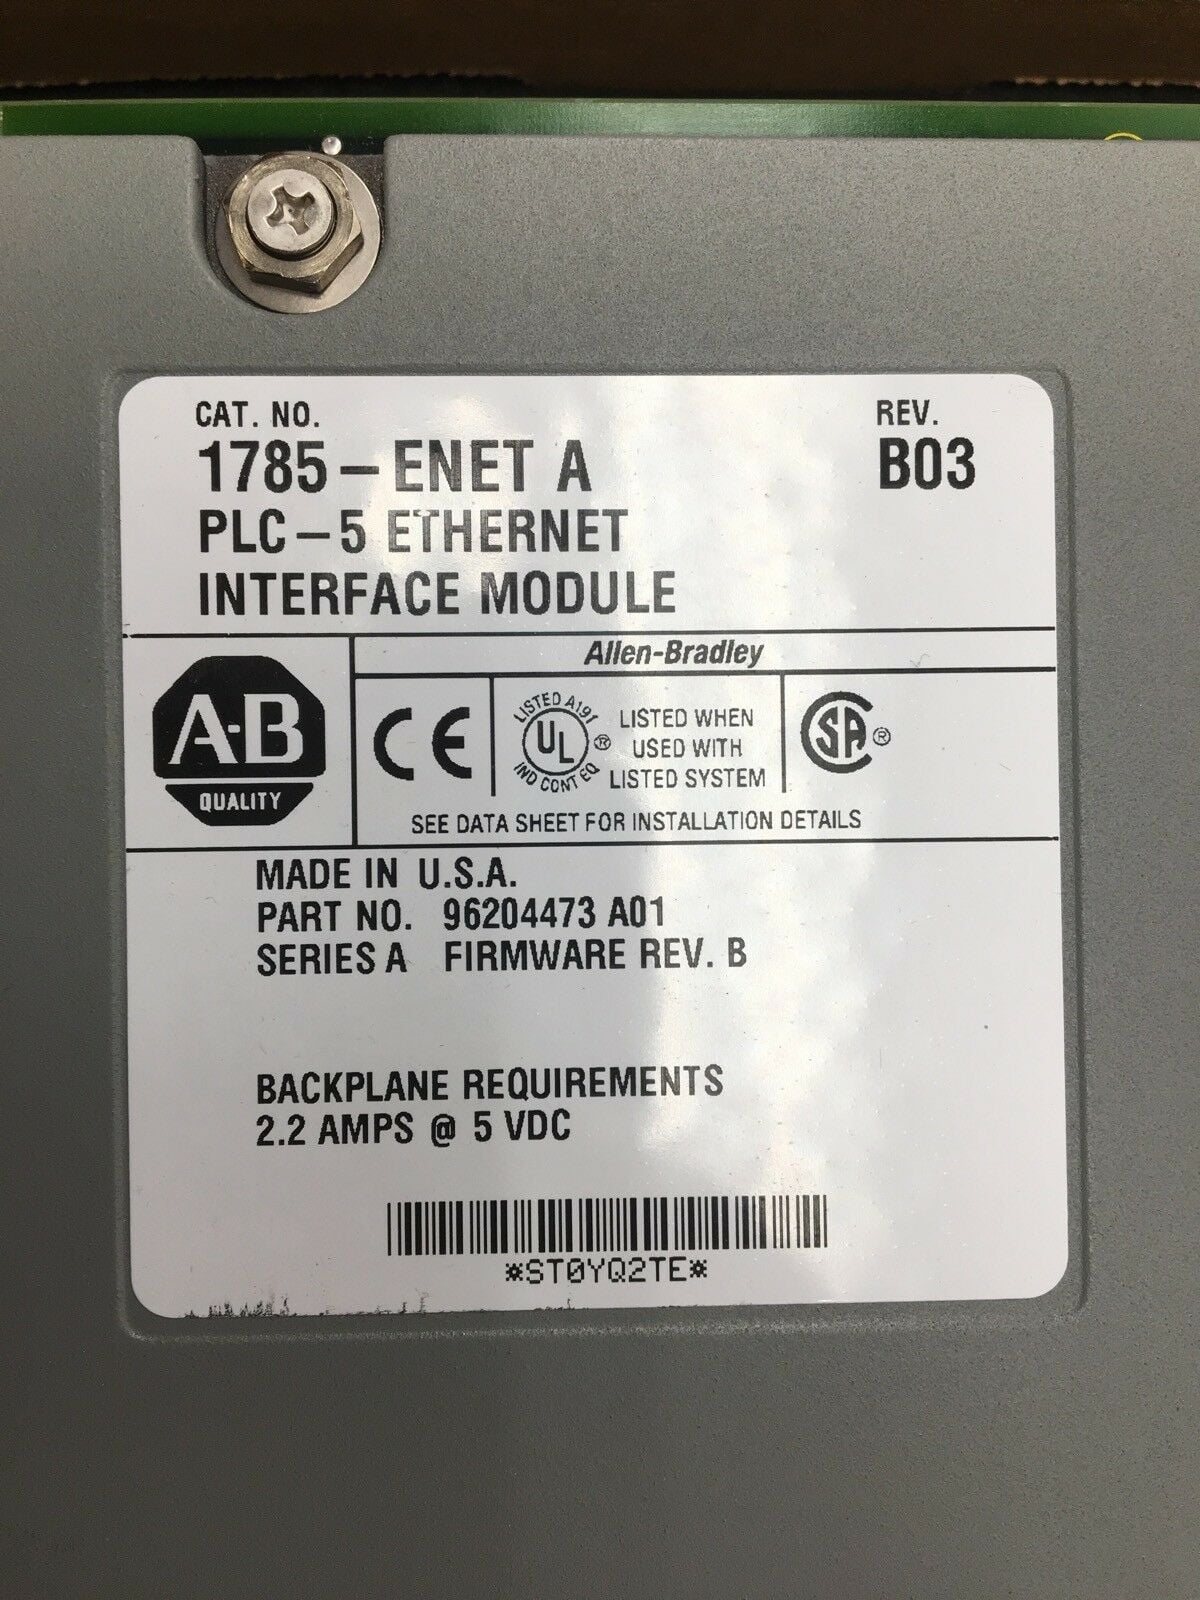 CAT. NO.
REV.
1785-ENET A
B03
PLC-5 ETHERNET
INTERFACE MODULE
Allen-Bradley
A-B
QUALITY
CE
LISTED A191
UL ®
IND CONT EQ
LISTED WHEN
USED WITH
LISTED SYSTEM
SA ®
SEE DATA SHEET FOR INSTALLATION DETAILS
MADE IN U.S.A.
PART NO. 96204473 A01
SERIES A FIRMWARE REV. B
BACKPLANE REQUIREMENTS
2.2 AMPS @ 5 VDC
*ST0YQ2TE*